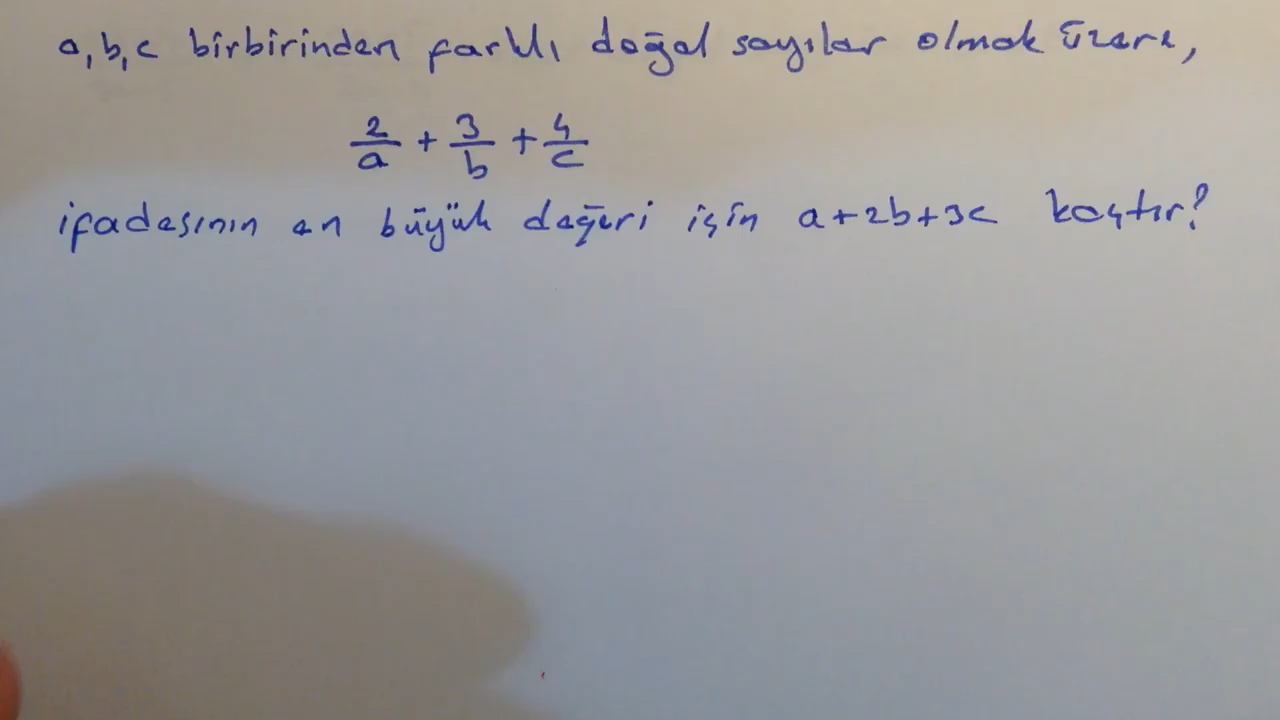 a,b,c birbirinden farklı doğal sayılar olmak üzere,
2/a + 3/b + 4/c
ifadesinin en büyük değeri için a+2b+3c kaçtır?